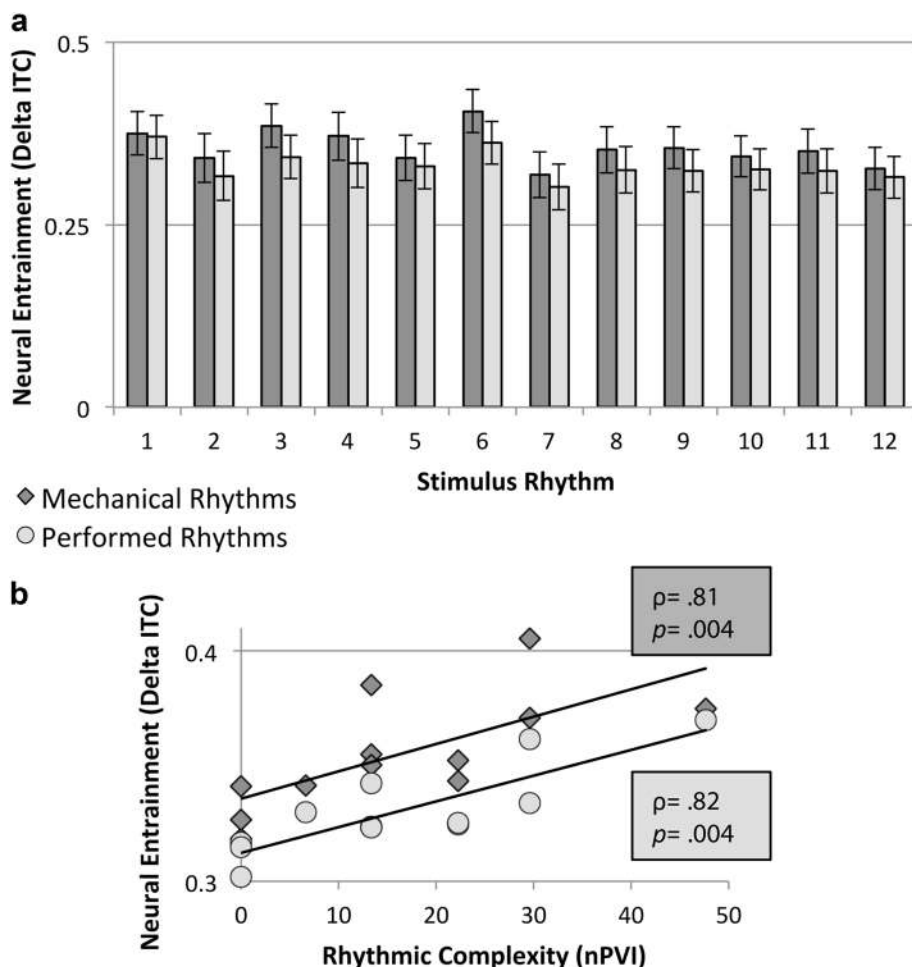 a
Neural Entrainment (Delta ITC)
0.5
0.25
0
1 2 3 4 5 6 7 8 9 10 11 12
Stimulus Rhythm
Mechanical Rhythms
Performed Rhythms
b
Neural Entrainment (Delta ITC)
0.4
0.3
ρ= .81
p= .004
ρ= .82
p= .004
0 10 20 30 40 50
Rhythmic Complexity (nPVI)